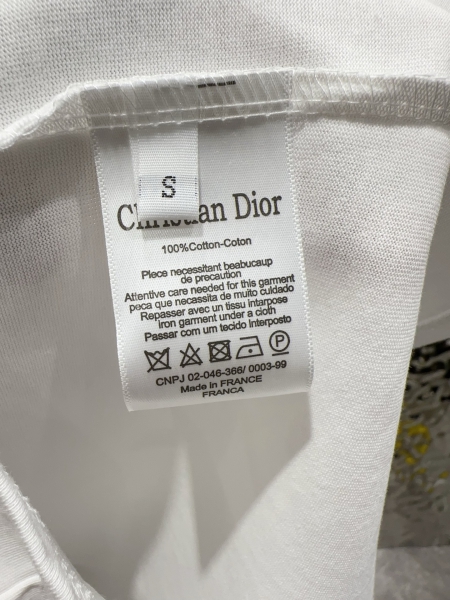 S
Christian Dior
100%Cotton-Coton
Piece necessitant beabucaup
de precaution
Attentive care needed for this garment
peca que necassita de muito cuidado
Repasser avec un tissu intarpose
Iron garment under a cloth
Passar com um tecido Interposto
P
CNPJ 02-046-366/ 0003-99
Made in FRANCE
FRANCA